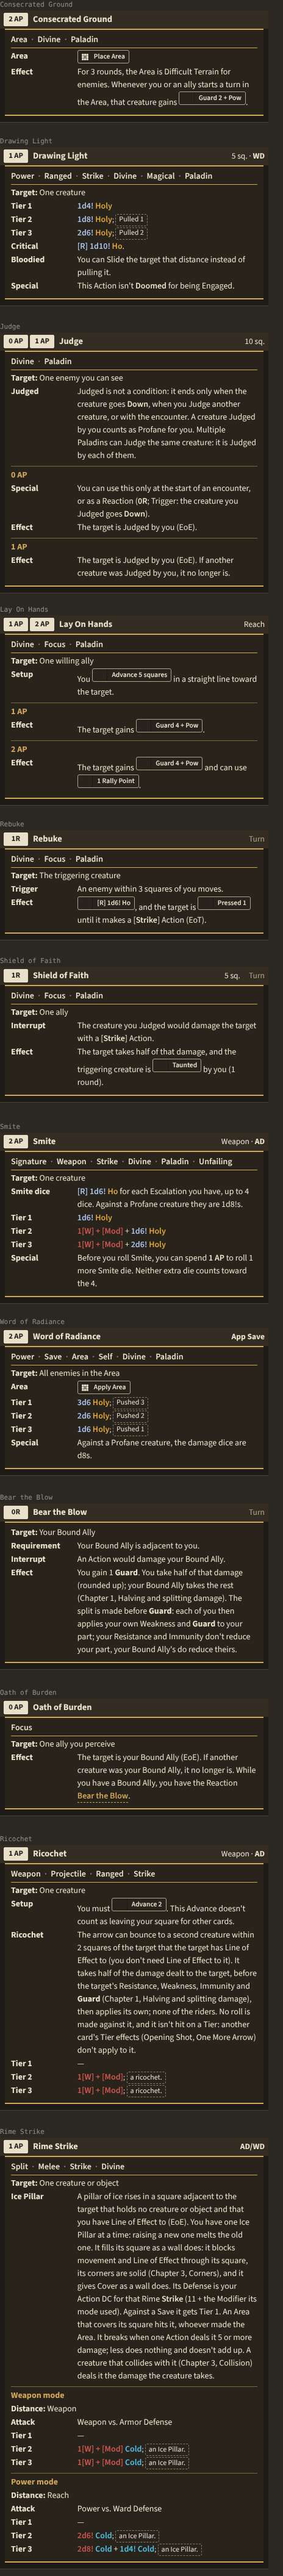 Consecrated Ground
2 AP Consecrated Ground
Area · Divine · Paladin
Area Place Area
Effect For 3 rounds, the Area is Difficult Terrain for
enemies. Whenever you or an ally starts a turn in
the Area, that creature gains Guard 2 + Pow.
Drawing Light
1 AP Drawing Light 5 sq. · WD
Power · Ranged · Strike · Divine · Magical · Paladin
Target: One creature
Tier 1 1d4! Holy
Tier 2 1d8! Holy; Pulled 1
Tier 3 2d6! Holy; Pulled 2
Critical [R] 1d10! Ho.
Bloodied You can Slide the target that distance instead of
pulling it.
Special This Action isn't Doomed for being Engaged.
Judge
0 AP 1 AP Judge 10 sq.
Divine · Paladin
Target: One enemy you can see
Judged Judged is not a condition: it ends only when the
creature goes Down, when you Judge another
creature, or with the encounter. A creature Judged
by you counts as Profane for you. Multiple
Paladins can Judge the same creature: it is Judged
by each of them.
0 AP
Special You can use this only at the start of an encounter,
or as a Reaction (0R; Trigger: the creature you
Judged goes Down).
Effect The target is Judged by you (EoE).
1 AP
Effect The target is Judged by you (EoE). If another
creature was Judged by you, it no longer is.
Lay On Hands
1 AP 2 AP Lay On Hands Reach
Divine · Focus · Paladin
Target: One willing ally
Setup You Advance 5 squares in a straight line toward
the target.
1 AP
Effect The target gains Guard 4 + Pow.
2 AP
Effect The target gains Guard 4 + Pow and can use
1 Rally Point.
Rebuke
1R Rebuke Turn
Divine · Focus · Paladin
Target: The triggering creature
Trigger An enemy within 3 squares of you moves.
Effect [R] 1d6! Ho, and the target is Pressed 1
until it makes a [Strike] Action (EoT).
Shield of Faith
1R Shield of Faith 5 sq. Turn
Divine · Focus · Paladin
Target: One ally
Interrupt The creature you Judged would damage the target
with a [Strike] Action.
Effect The target takes half of that damage, and the
triggering creature is Taunted by you (1
round).
Smite
2 AP Smite Weapon · AD
Signature · Weapon · Strike · Divine · Paladin · Unfailing
Target: One creature
Smite dice [R] 1d6! Ho for each Escalation you have, up to 4
dice. Against a Profane creature they are 1d8!s.
Tier 1 1d6! Holy
Tier 2 1[W] + [Mod] + 1d6! Holy
Tier 3 1[W] + [Mod] + 2d6! Holy
Special Before you roll Smite, you can spend 1 AP to roll 1
more Smite die. Neither extra die counts toward
the 4.
Word of Radiance
2 AP Word of Radiance App Save
Power · Save · Area · Self · Divine · Paladin
Target: All enemies in the Area
Area Apply Area
Tier 1 3d6 Holy; Pushed 3
Tier 2 2d6 Holy; Pushed 2
Tier 3 1d6 Holy; Pushed 1
Special Against a Profane creature, the damage dice are
d8s.
Bear the Blow
0R Bear the Blow Turn
Target: Your Bound Ally
Requirement Your Bound Ally is adjacent to you.
Interrupt An Action would damage your Bound Ally.
Effect You gain 1 Guard. You take half of that damage
(rounded up); your Bound Ally takes the rest
(Chapter 1, Halving and splitting damage). The
split is made before Guard: each of you then
applies your own Weakness and Guard to your
part; your Resistance and Immunity don't reduce
your part, your Bound Ally's do reduce theirs.
Oath of Burden
0 AP Oath of Burden
Focus
Target: One ally you perceive
Effect The target is your Bound Ally (EoE). If another
creature was your Bound Ally, it no longer is. While
you have a Bound Ally, you have the Reaction
Bear the Blow.
Ricochet
1 AP Ricochet Weapon · AD
Weapon · Projectile · Ranged · Strike
Target: One creature
Setup You must Advance 2. This Advance doesn't
count as leaving your square for other cards.
Ricochet The arrow can bounce to a second creature within
2 squares of the target that the target has Line of
Effect to (you don't need Line of Effect to it). It
takes half of the damage dealt to the target, before
the target's Resistance, Weakness, Immunity and
Guard (Chapter 1, Halving and splitting damage),
then applies its own; none of the riders. No roll is
made against it, and it isn't hit on a Tier: another
card's Tier effects (Opening Shot, One More Arrow)
don't apply to it.
Tier 1 —
Tier 2 1[W] + [Mod]; a ricochet.
Tier 3 1[W] + [Mod]; a ricochet.
Rime Strike
1 AP Rime Strike AD/WD
Split · Melee · Strike · Divine
Target: One creature or object
Ice Pillar A pillar of ice rises in a square adjacent to the
target that holds no creature or object and that
you have Line of Effect to (EoE). You have one Ice
Pillar at a time: raising a new one melts the old
one. It fills its square as a wall does: it blocks
movement and Line of Effect through its square,
its corners are solid (Chapter 3, Corners), and it
gives Cover as a wall does. Its Defense is your
Action DC for that Rime Strike (11 + the Modifier its
mode used). Against a Save it gets Tier 1. An Area
that covers its square hits it, whoever made the
Area. It breaks when one Action deals it 5 or more
damage; less does nothing and doesn't add up. A
creature that collides with it (Chapter 3, Collision)
deals it the damage the creature takes.
Weapon mode
Distance: Weapon
Attack Weapon vs. Armor Defense
Tier 1 —
Tier 2 1[W] + [Mod] Cold; an Ice Pillar.
Tier 3 1[W] + [Mod] Cold; an Ice Pillar.
Power mode
Distance: Reach
Attack Power vs. Ward Defense
Tier 1 —
Tier 2 2d6! Cold; an Ice Pillar.
Tier 3 2d8! Cold + 1d4! Cold; an Ice Pillar.